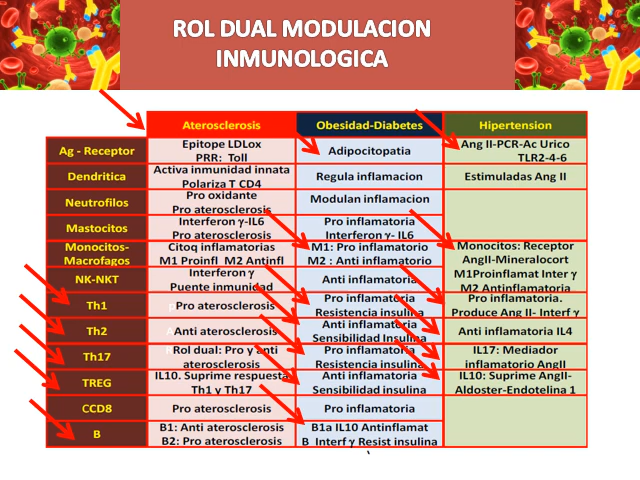 ROL DUAL MODULACION
INMUNOLOGICA
Aterosclerosis Obesidad-Diabetes Hipertension
Ag - Receptor
Epitope LDLox
PRR: Toll
Adipocitopatia
Ang II-PCR-Ac Urico
TLR2-4-6
Dendritica
Activa inmunidad innata
Polariza T CD4
Regula inflamacion
Estimuladas Ang II
Neutrofilos
Pro oxidante
Pro aterosclerosis
Modulan inflamacion
Mastocitos
Interferon γ-IL6
Pro aterosclerosis
Pro inflamatoria
Interferon γ- IL6
Monocitos-
Macrofagos
Citoq inflamatorias
M1 Proinfl M2 Antinfl
M1: Pro inflamatorio
M2 : Anti inflamatorio
Monocitos: Receptor
AngII-Mineralocort
M1Proinflamat Inter γ
M2 Antinflamatoria
NK-NKT
Interferon γ
Puente inmunidad
Anti inflamatoria
Th1
Pro aterosclerosis
Pro inflamatoria
Resistencia insulina
Pro inflamatoria.
Produce Ang II- Interf γ
Th2
Anti aterosclerosis
Anti inflamatoria
Sensibilidad Insulina
Anti inflamatoria IL4
Th17
Rol dual: Pro y anti
aterosclerosis
Pro inflamatoria
Resistencia insulina
IL17: Mediador
inflamatorio AngII
TREG
IL10. Suprime respuesta
Th1 y Th17
Anti inflamatoria
Sensibilidad insulina
IL10: Suprime AngII-
Aldoster-Endotelina 1
CCD8
Pro aterosclerosis
Pro inflamatoria
B
B1: Anti aterosclerosis
B2: Pro aterosclerosis
B1a IL10 Antinflamat
B Interf γ Resist insulina